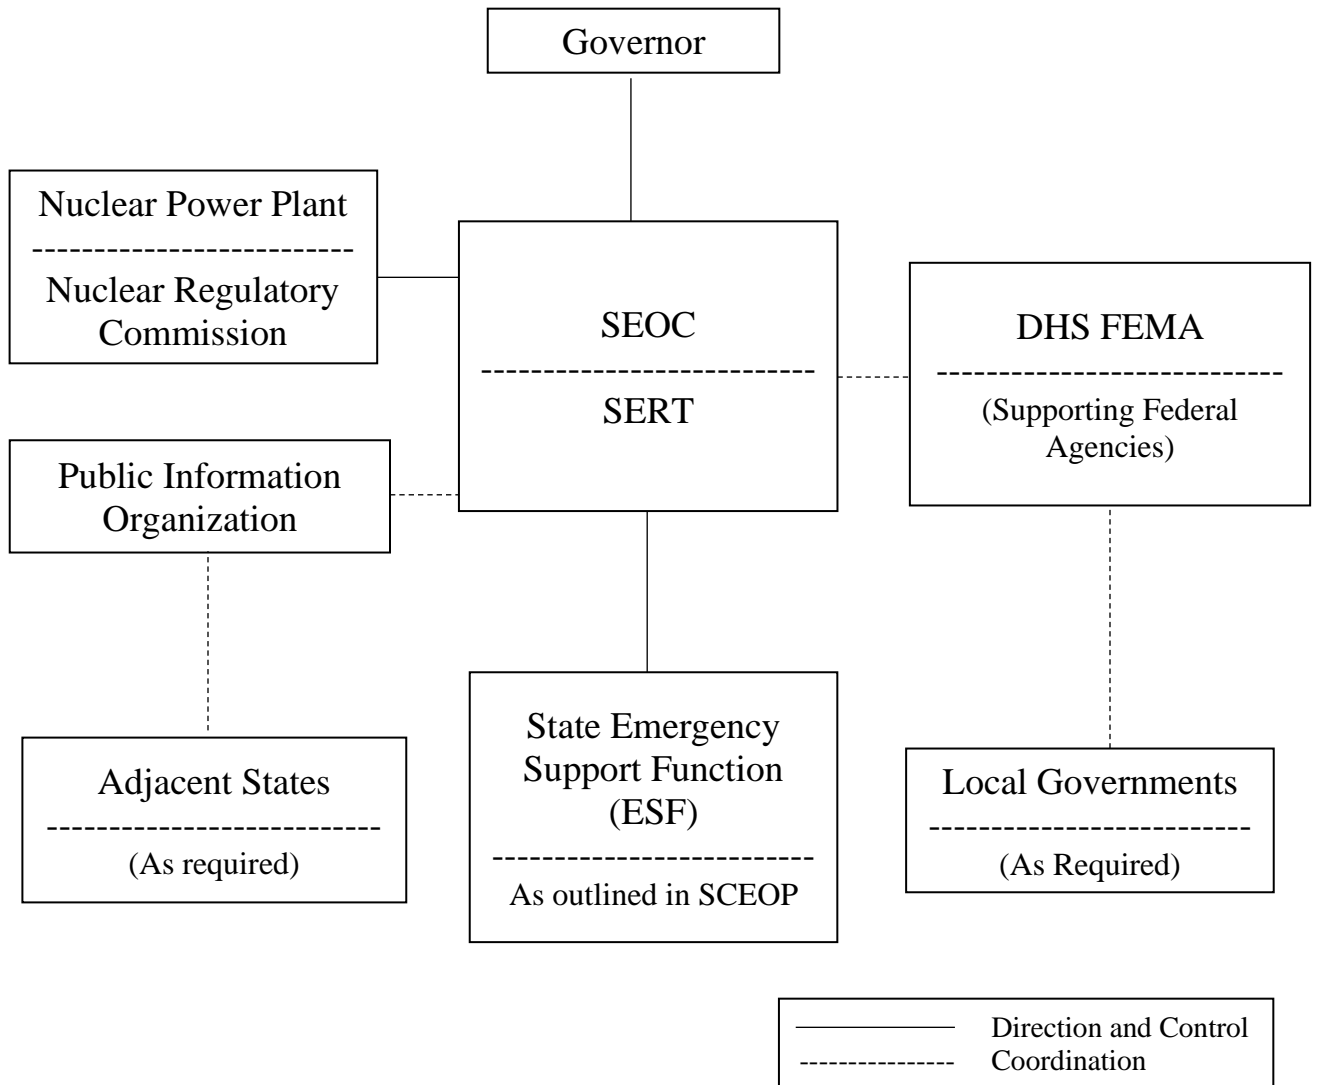 Governor
Nuclear Power Plant
Nuclear Regulatory
Commission
SEOC
SERT
DHS FEMA
(Supporting Federal
Agencies)
Public Information
Organization
State Emergency
Support Function
(ESF)
As outlined in SCEOP
Adjacent States
(As required)
Local Governments
(As Required)
Direction and Control
Coordination